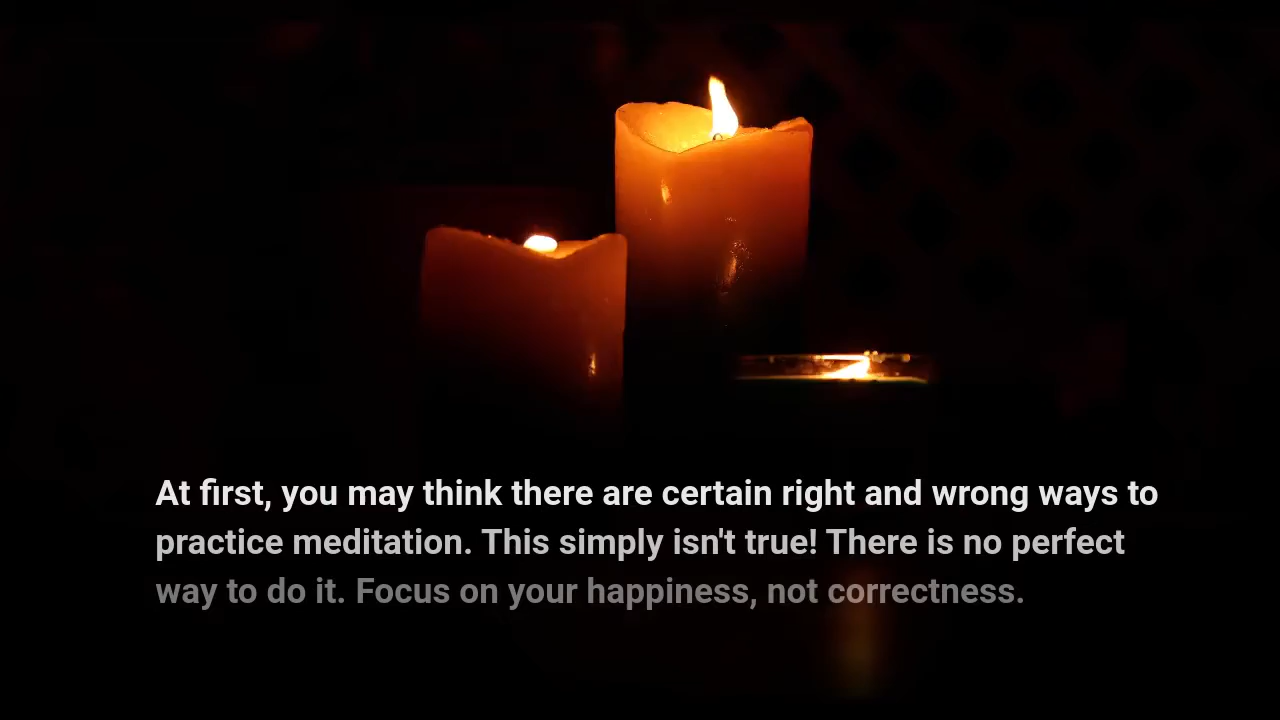 At first, you may think there are certain right and wrong ways to
practice meditation. This simply isn't true! There is no perfect
way to do it. Focus on your happiness, not correctness.